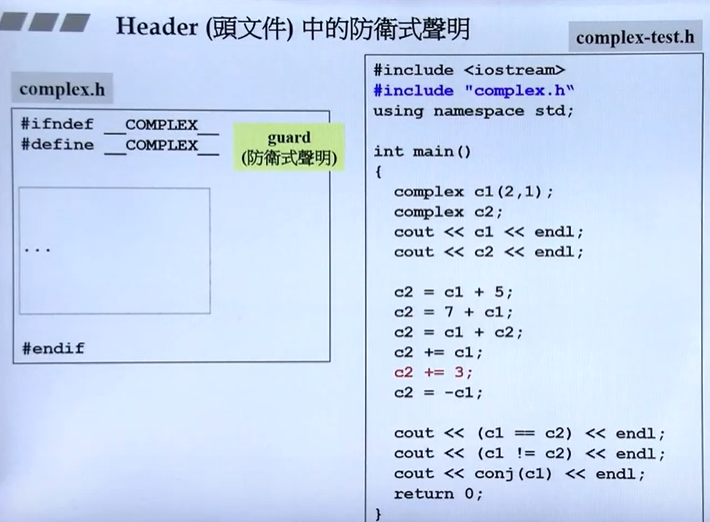 Header (頭文件) 中的防衛式聲明
complex.h
#ifndef __COMPLEX__
#define __COMPLEX__
guard
(防衛式聲明)
...
#endif
complex-test.h
#include <iostream>
#include "complex.h“
using namespace std;
int main()
{
complex c1(2,1);
complex c2;
cout << c1 << endl;
cout << c2 << endl;
c2 = c1 + 5;
c2 = 7 + c1;
c2 = c1 + c2;
c2 += c1;
c2 += 3;
c2 = -c1;
cout << (c1 == c2) << endl;
cout << (c1 != c2) << endl;
cout << conj(c1) << endl;
return 0;
}